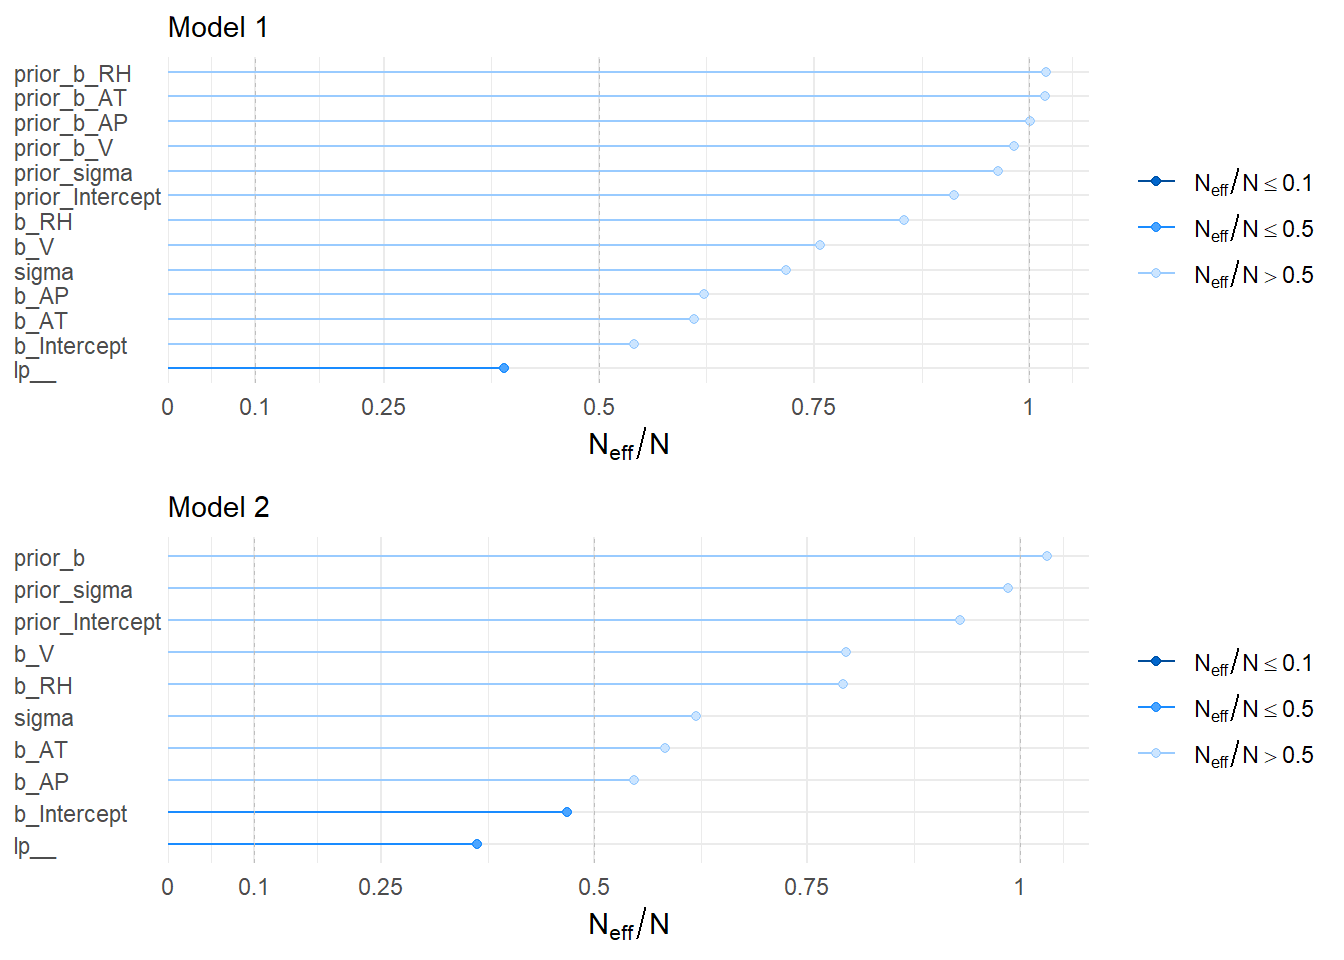 Model 1
prior_b_RH
prior_b_AT
prior_b_AP
prior_b_V
prior_sigma
prior_Intercept
b_RH
b_V
sigma
b_AP
b_AT
b_Intercept
lp__
0 0.1 0.25 0.5 0.75 1
Neff/N
Neff/N ≤ 0.1
Neff/N ≤ 0.5
Neff/N > 0.5
Model 2
prior_b
prior_sigma
prior_Intercept
b_V
b_RH
sigma
b_AT
b_AP
b_Intercept
lp__
0 0.1 0.25 0.5 0.75 1
Neff/N
Neff/N ≤ 0.1
Neff/N ≤ 0.5
Neff/N > 0.5